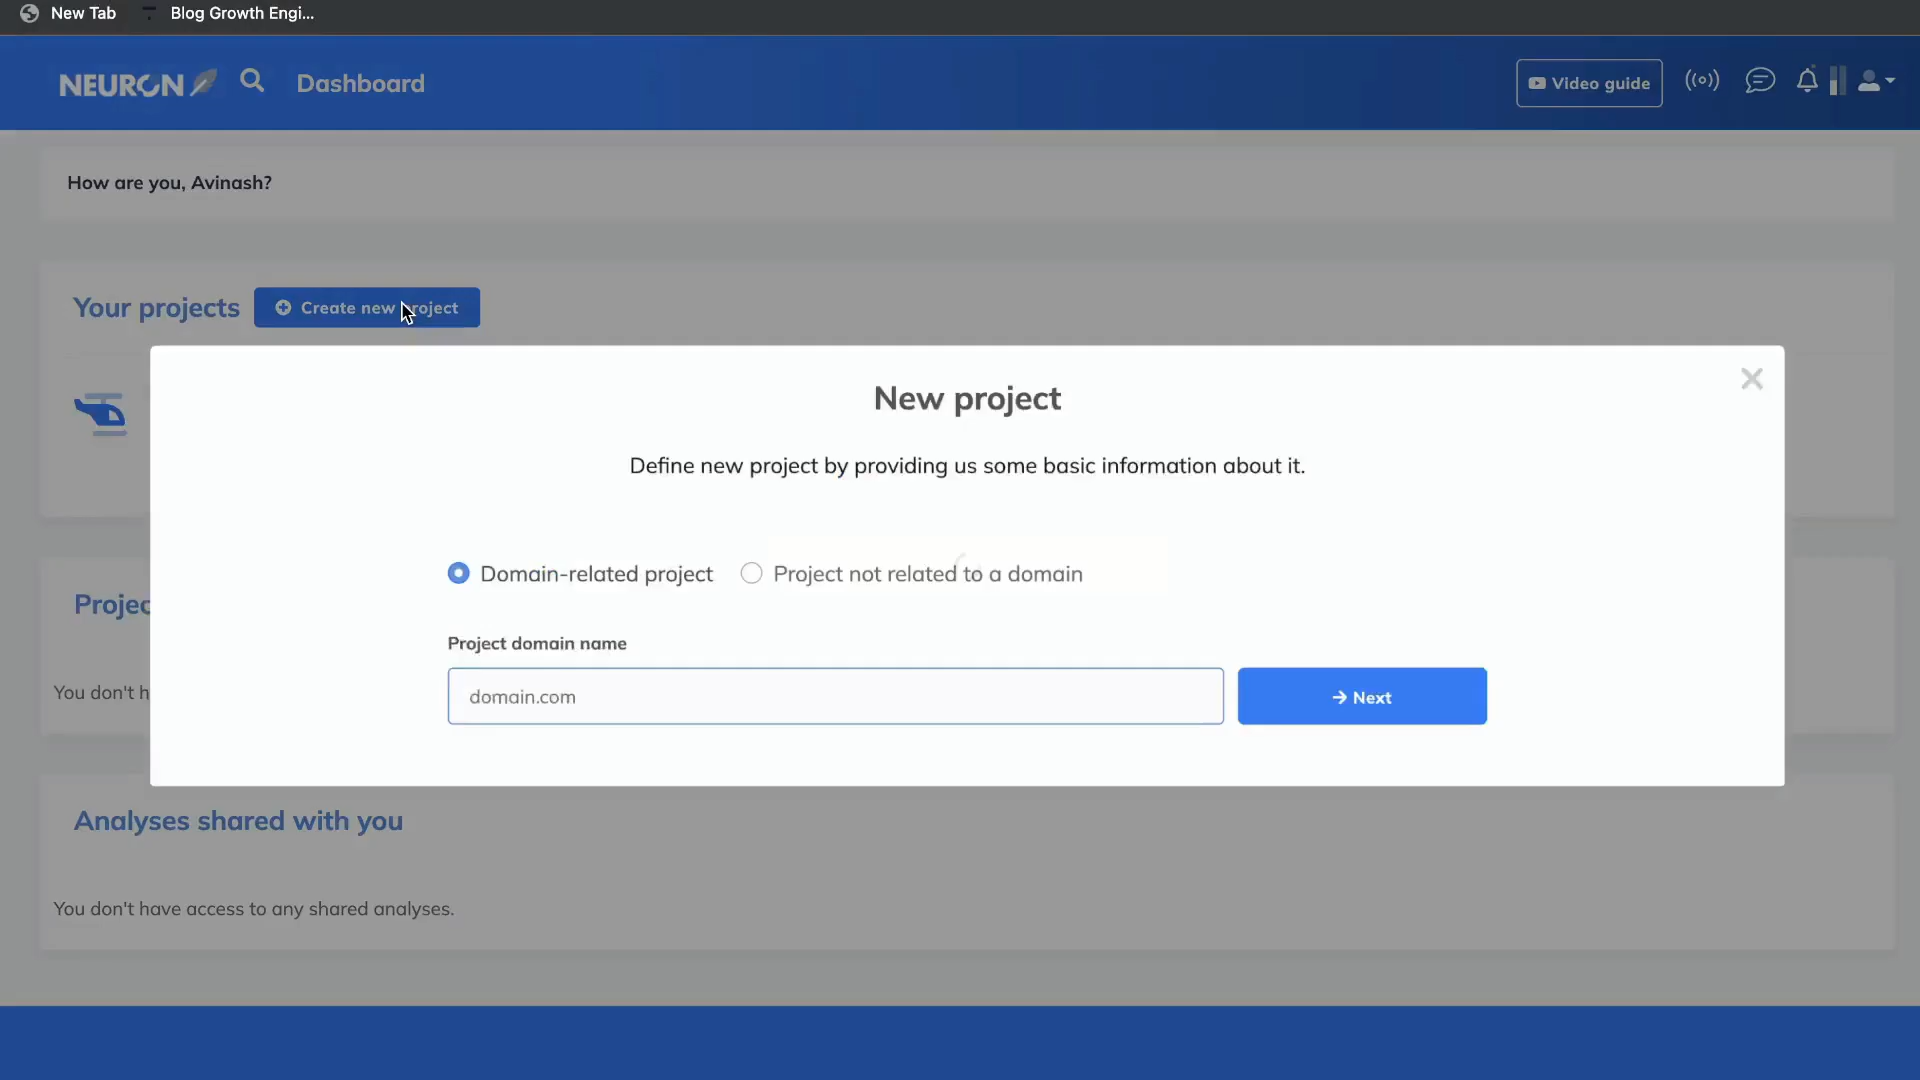 New Tab
Blog Growth Engi...
NEURON
Dashboard
Video guide
How are you, Avinash?
Your projects
Create new project
New project
Define new project by providing us some basic information about it.
Domain-related project
Project not related to a domain
Project domain name
domain.com
Next
Projec
You don't h
Analyses shared with you
You don't have access to any shared analyses.